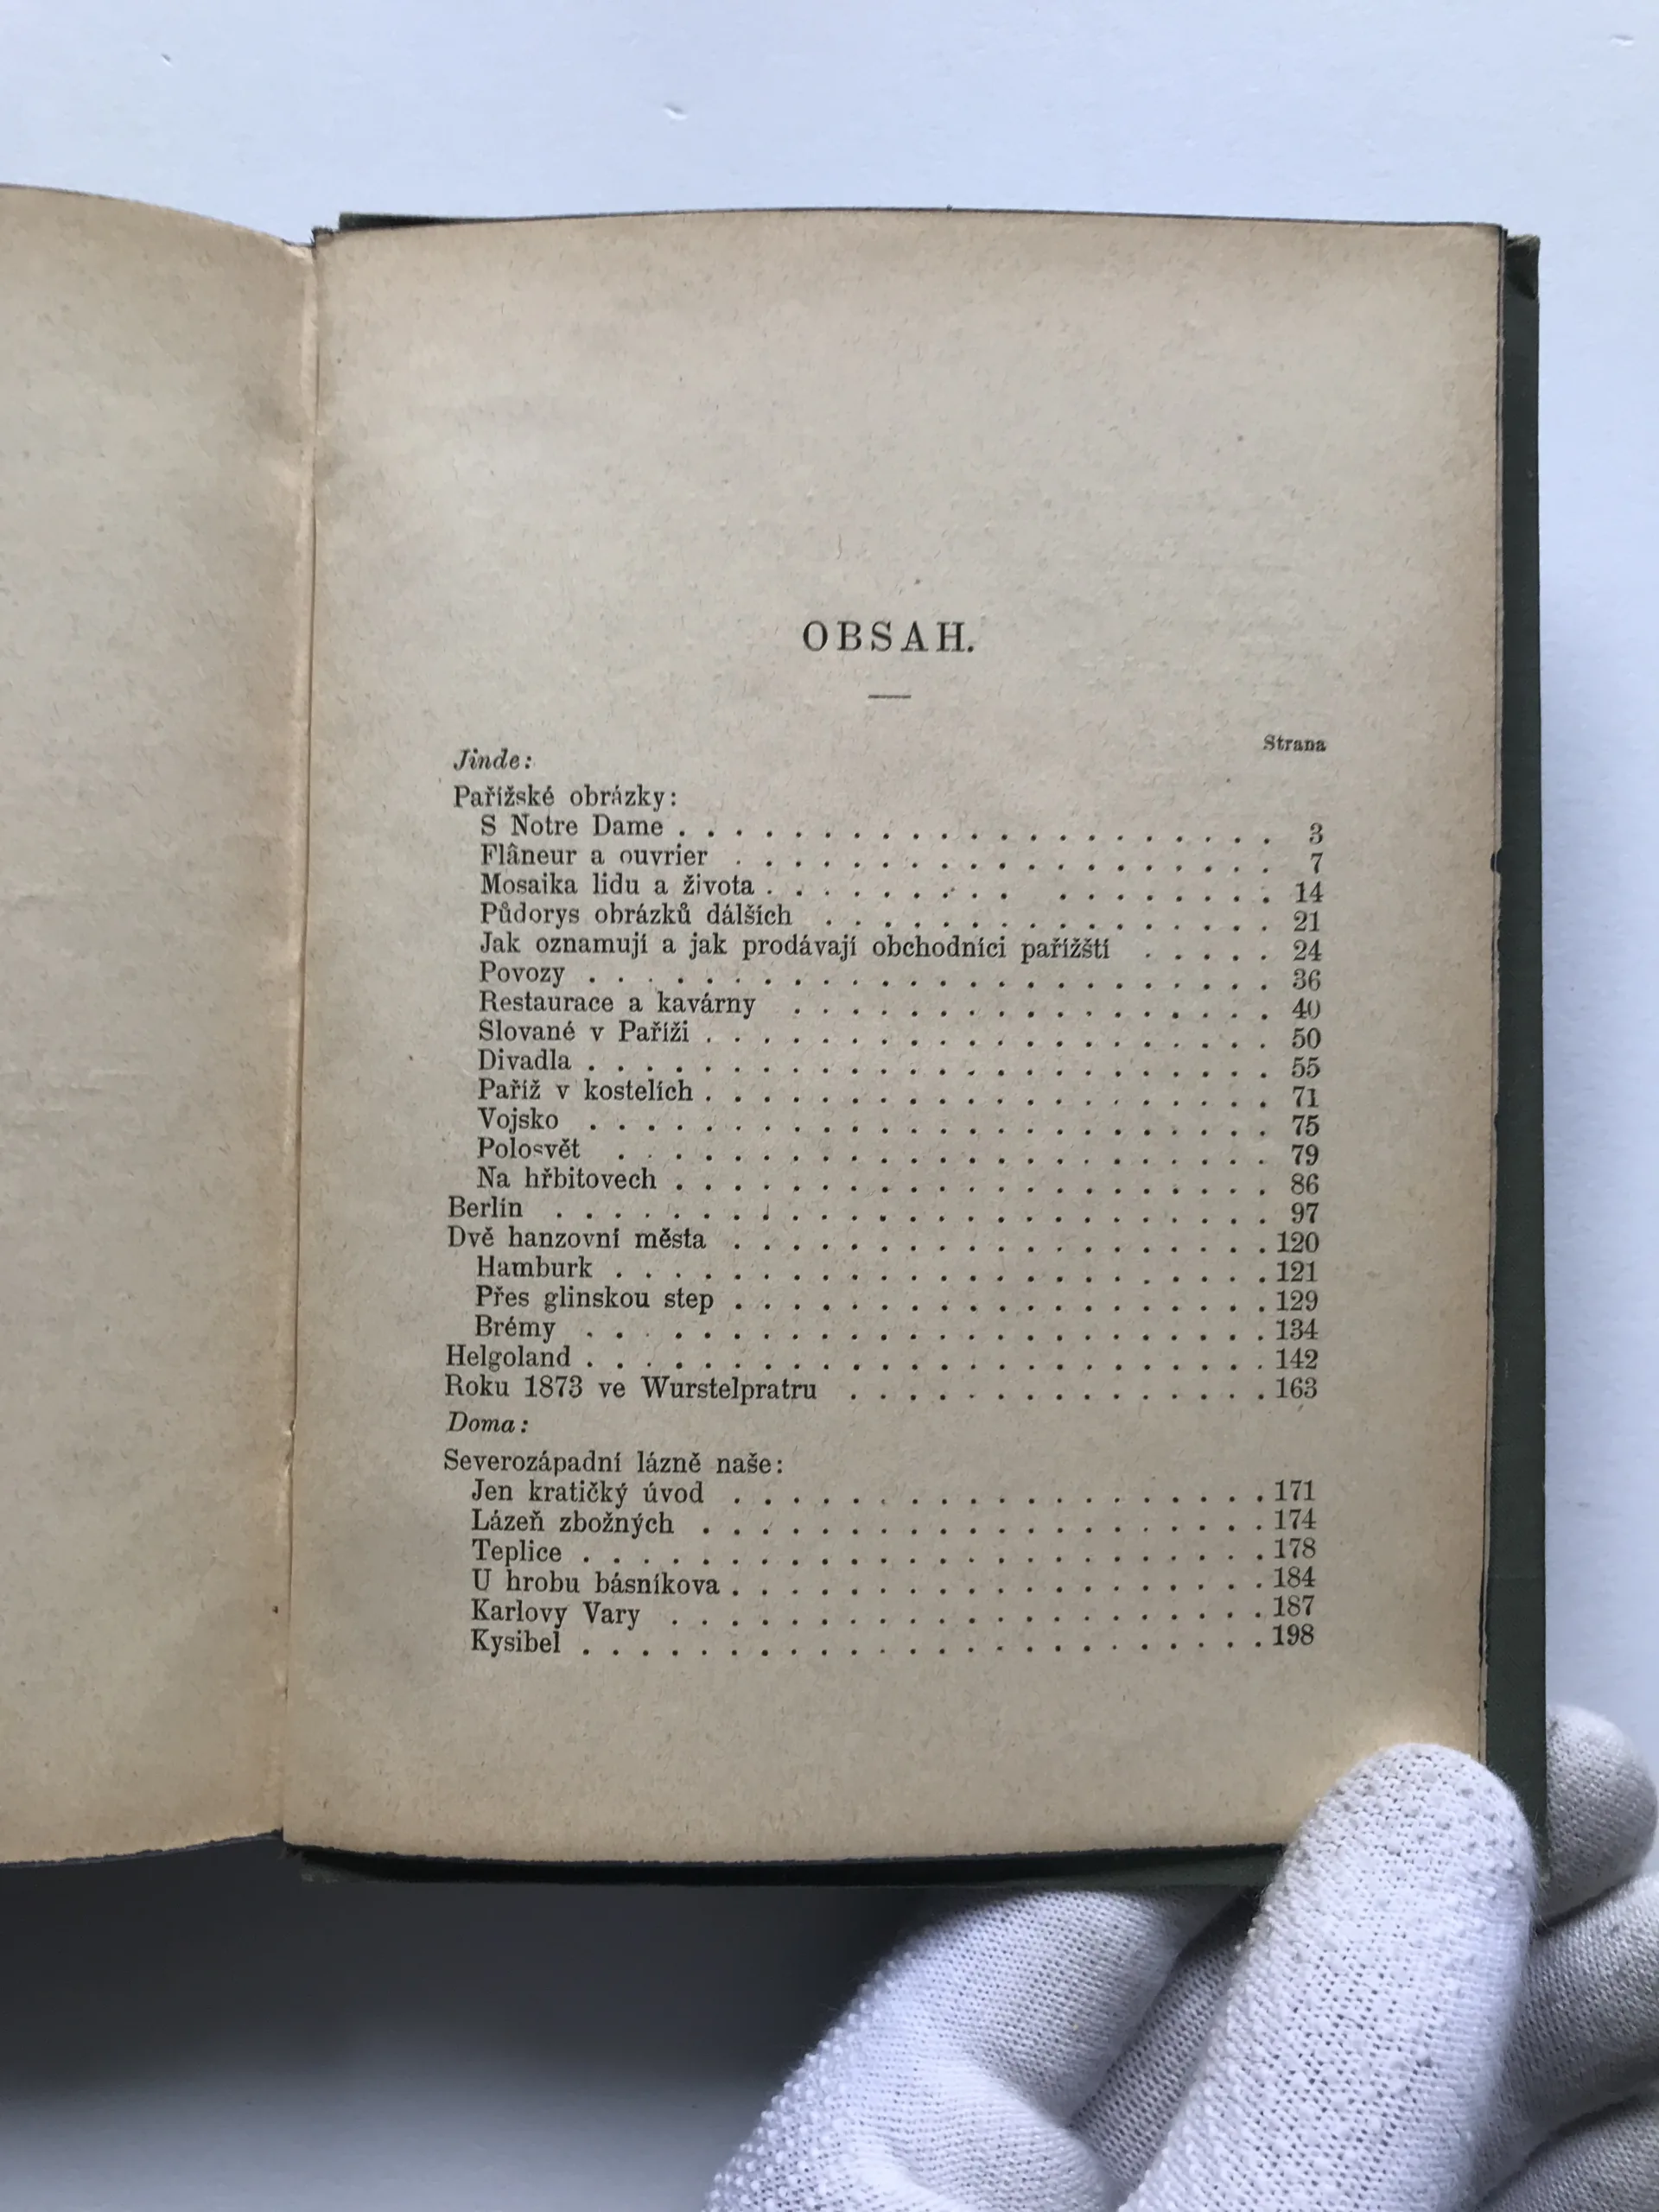 OBSAH.
Strana
Jinde:
Pařížské obrázky:
S Notre Dame . . . . . . . . . . . . . . . . . . . . . 3
Flâneur a ouvrier . . . . . . . . . . . . . . . . . . . 7
Mosaika lidu a života . . . . . . . . . . . . . . . . . 14
Půdorys obrázků dálších . . . . . . . . . . . . . . . . 21
Jak oznamují a jak prodávají obchodníci pařížští . . . . . 24
Povozy . . . . . . . . . . . . . . . . . . . . . . . . 36
Restaurace a kavárny . . . . . . . . . . . . . . . . . 40
Slované v Paříži . . . . . . . . . . . . . . . . . . . . 50
Divadla . . . . . . . . . . . . . . . . . . . . . . . . 55
Paříž v kostelích . . . . . . . . . . . . . . . . . . . . 71
Vojsko . . . . . . . . . . . . . . . . . . . . . . . . 75
Polosvět . . . . . . . . . . . . . . . . . . . . . . . 79
Na hřbitovech . . . . . . . . . . . . . . . . . . . . . 86
Berlín . . . . . . . . . . . . . . . . . . . . . . . . . 97
Dvě hanzovní města . . . . . . . . . . . . . . . . . . . 120
Hamburk . . . . . . . . . . . . . . . . . . . . . . . 121
Přes glinskou step . . . . . . . . . . . . . . . . . . . 129
Brémy . . . . . . . . . . . . . . . . . . . . . . . . 134
Helgoland . . . . . . . . . . . . . . . . . . . . . . . . 142
Roku 1873 ve Wurstelpratru . . . . . . . . . . . . . . . 163
Doma:
Severozápadní lázně naše:
Jen kratičký úvod . . . . . . . . . . . . . . . . . . . 171
Lázeň zbožných . . . . . . . . . . . . . . . . . . . . 174
Teplice . . . . . . . . . . . . . . . . . . . . . . . . 178
U hrobu básníkova . . . . . . . . . . . . . . . . . . . 184
Karlovy Vary . . . . . . . . . . . . . . . . . . . . . 187
Kysibel . . . . . . . . . . . . . . . . . . . . . . . . 198